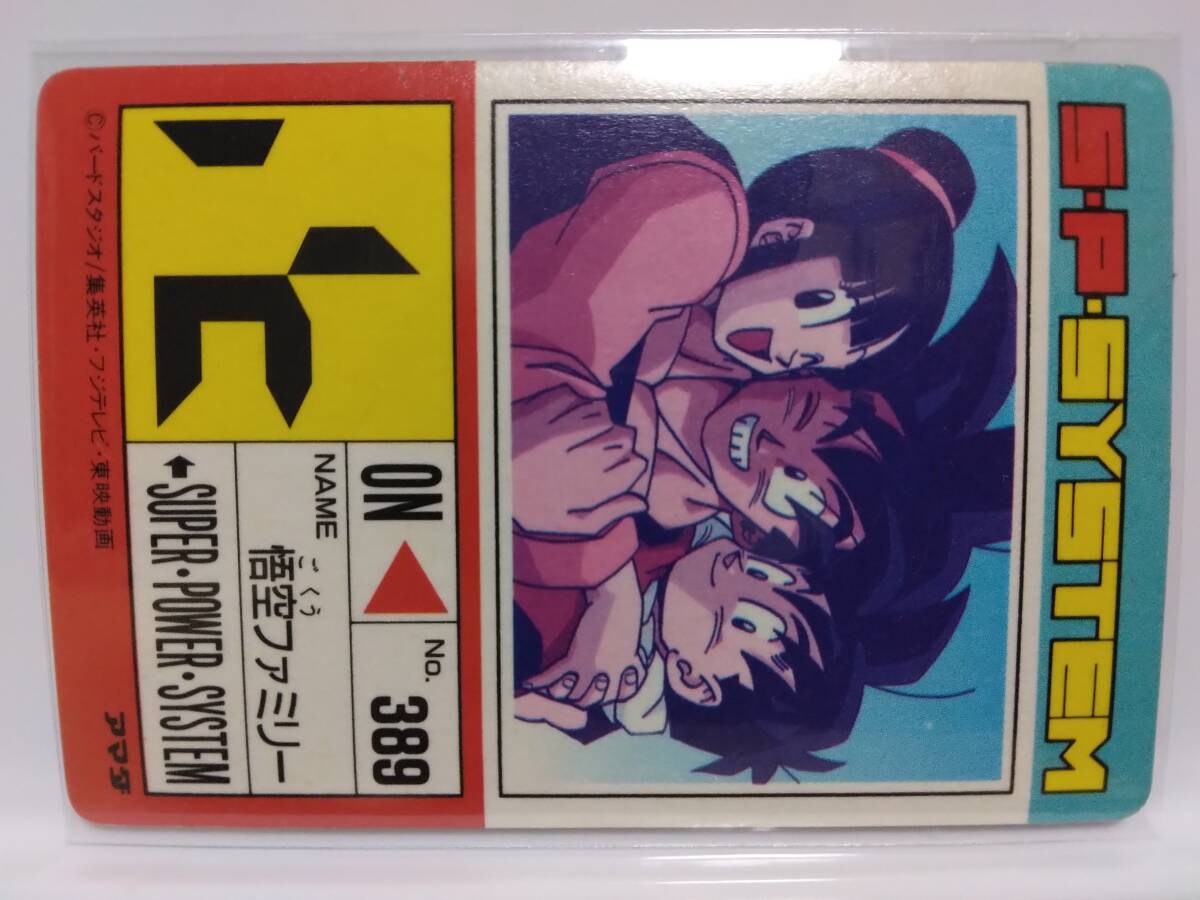 S・P・SYSTEM
ON
No.
389
NAME
ごくう
悟空ファミリー
←SUPER・POWER・SYSTEM
©バードスタジオ/集英社・フジテレビ・東映動画
アマダ